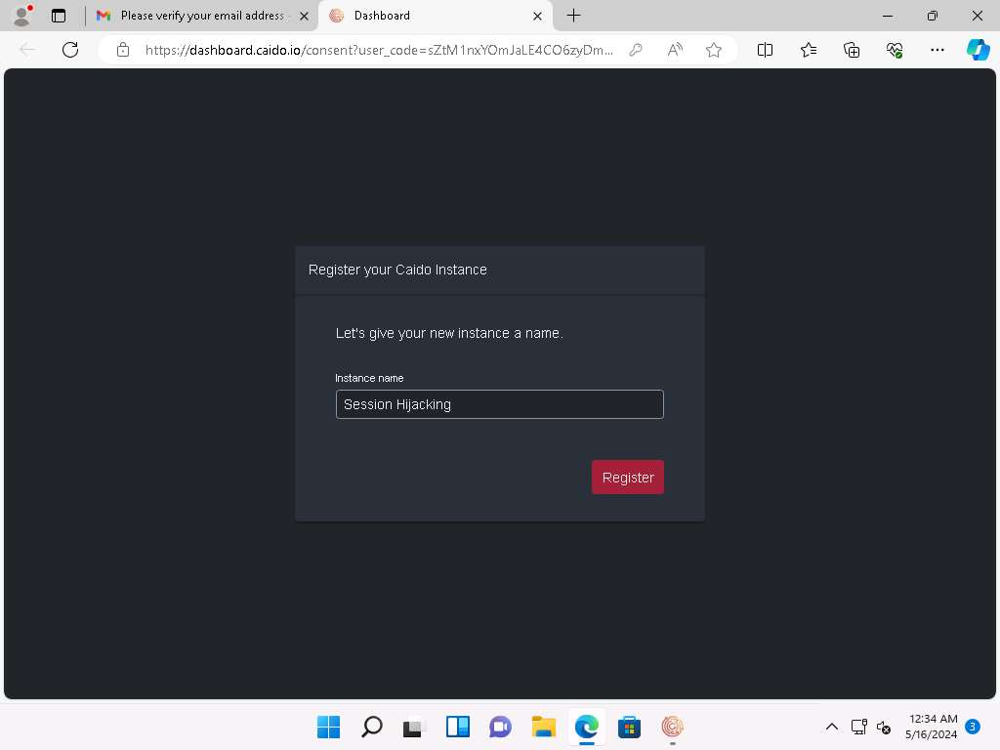 Please verify your email address -
Dashboard
https://dashboard.caido.io/consent?user_code=sZtM1nxYOmJaLE4CO6zyDm...
Register your Caido Instance
Let's give your new instance a name.
Instance name
Session Hijacking
Register
12:34 AM
5/16/2024
3